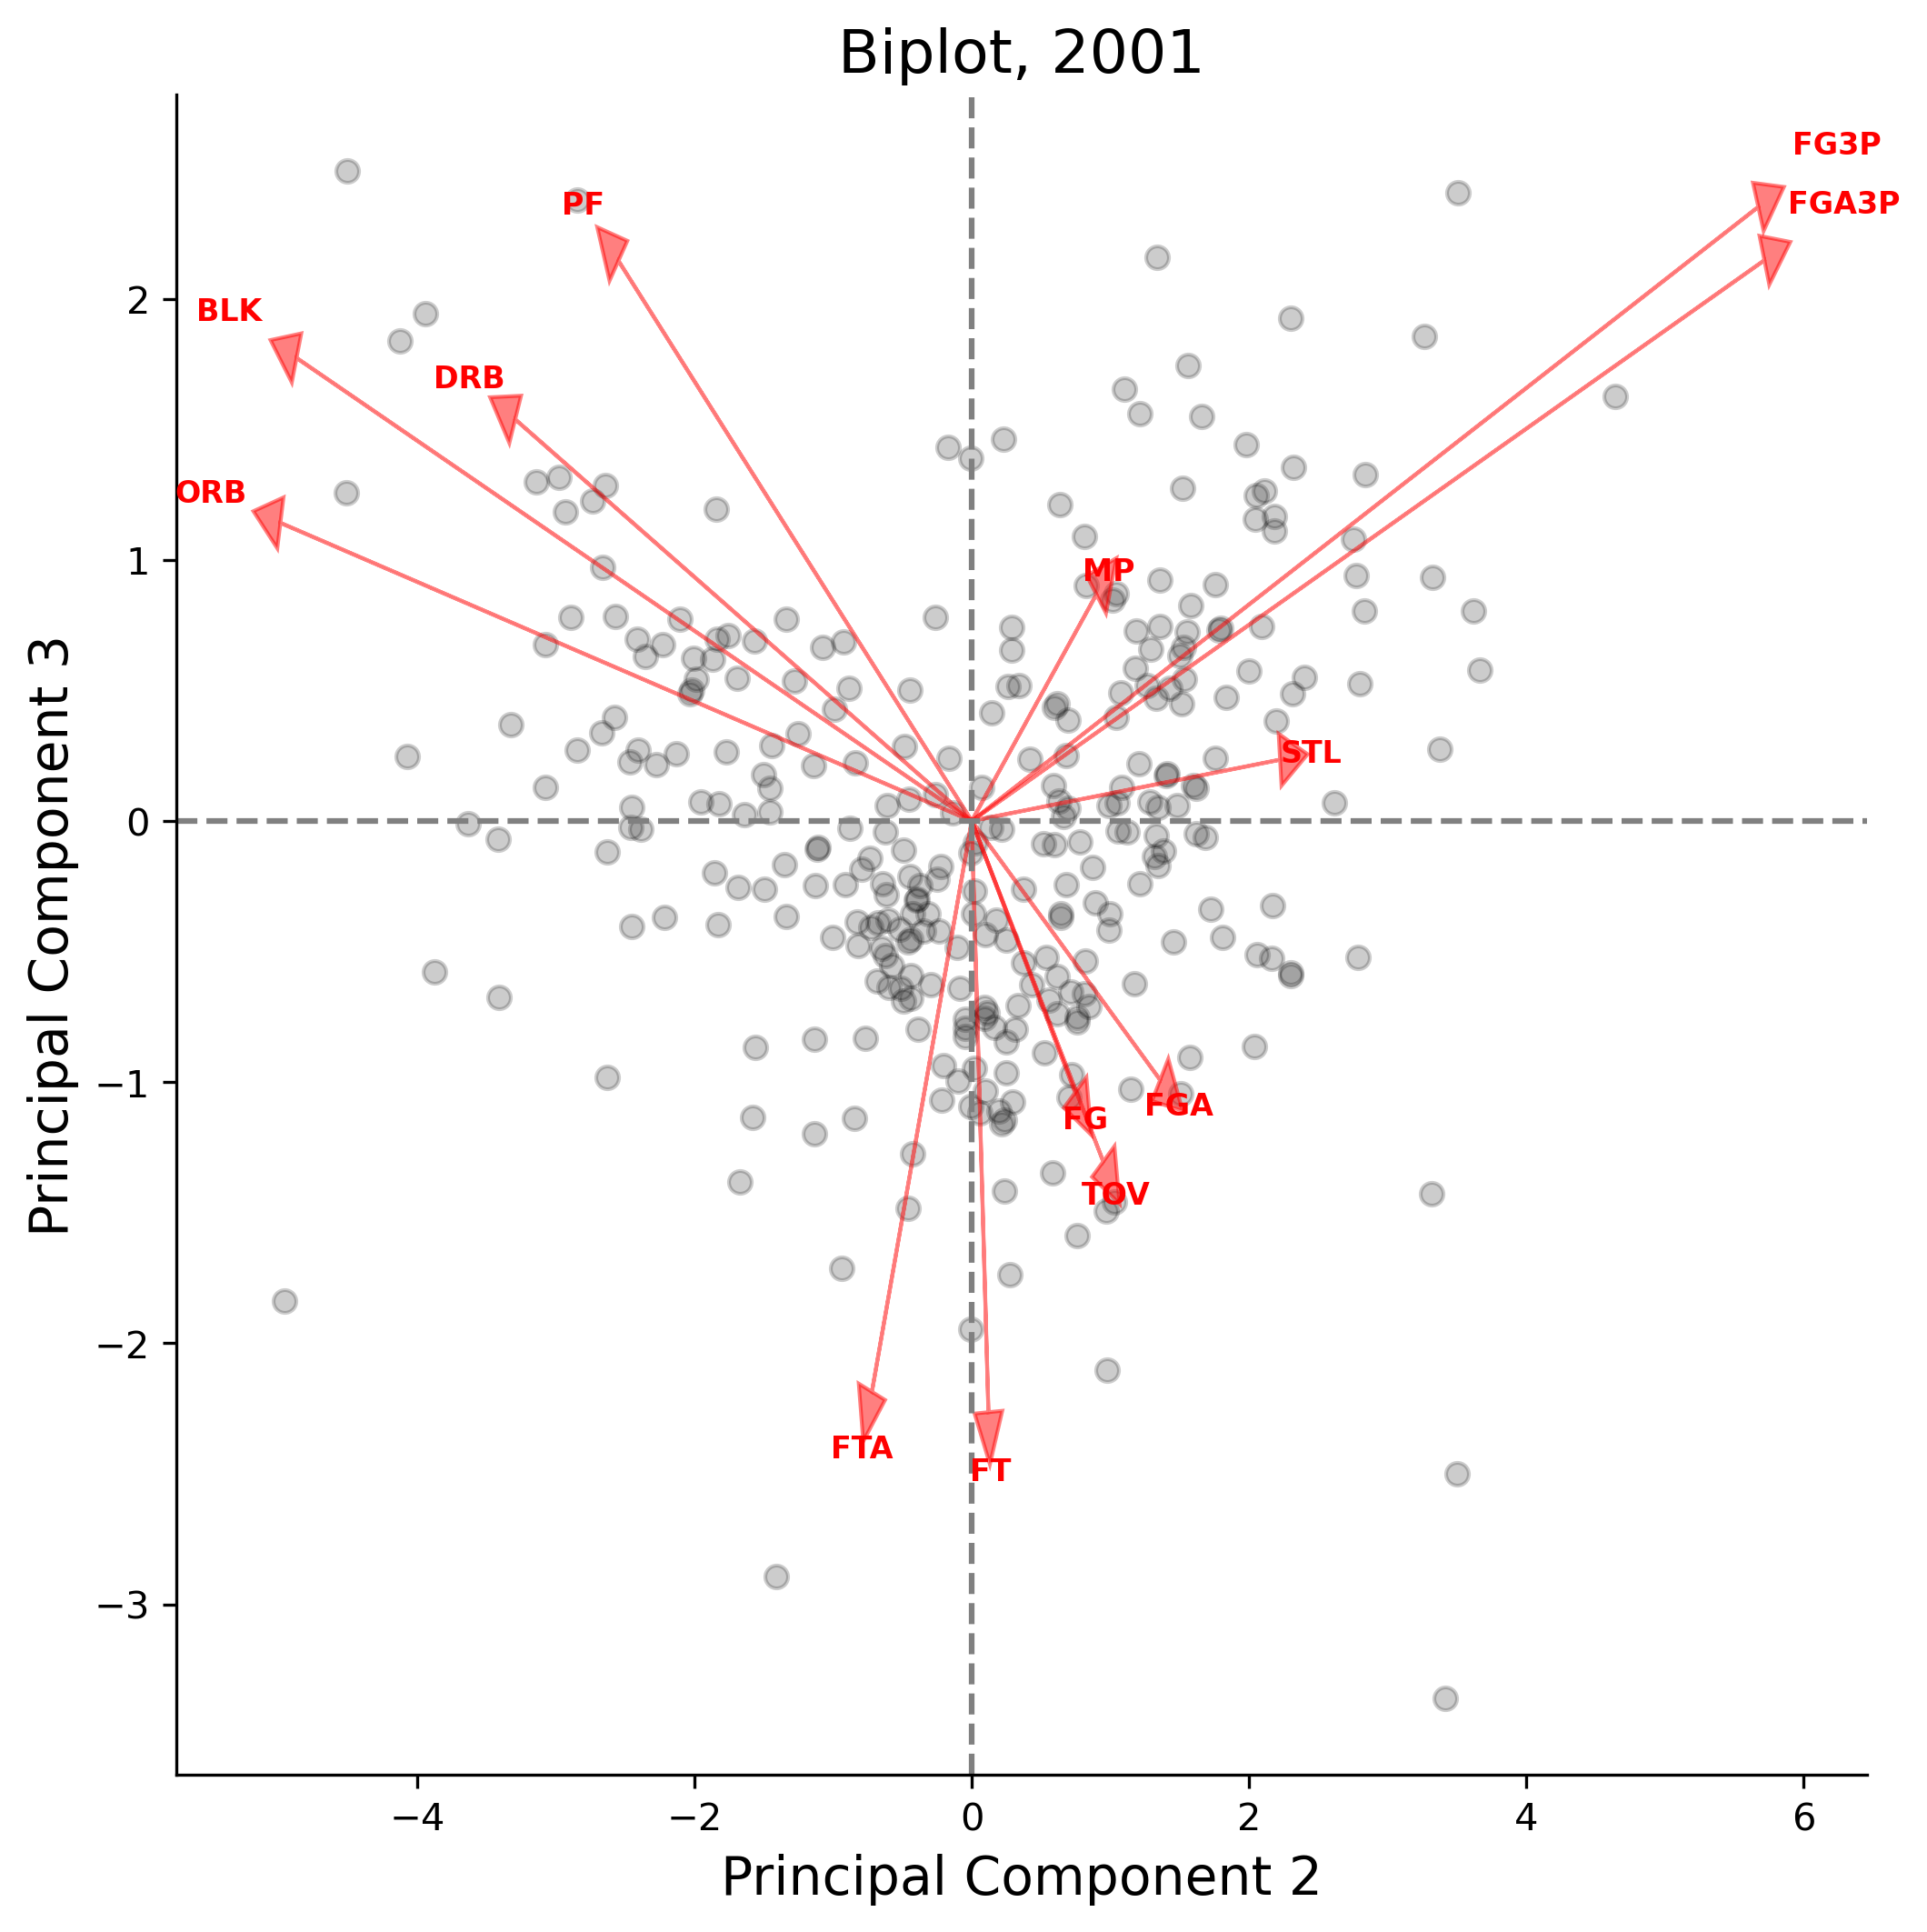 Biplot, 2001
FG3P
FGA3P
PF
BLK
DRB
ORB
MP
STL
FG
FGA
TOV
FTA
FT
2
1
0
−1
−2
−3
Principal Component 3
−4
−2
0
2
4
6
Principal Component 2